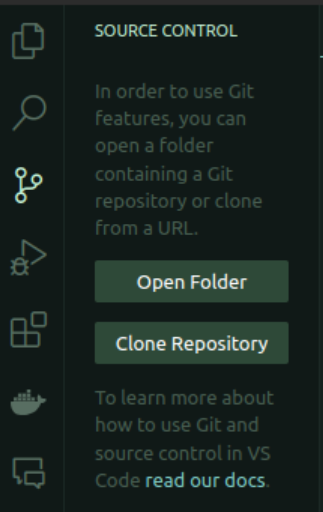 SOURCE CONTROL
In order to use Git
features, you can
open a folder
containing a Git
repository or clone
from a URL.
Open Folder
Clone Repository
To learn more about
how to use Git and
source control in VS
Code read our docs.